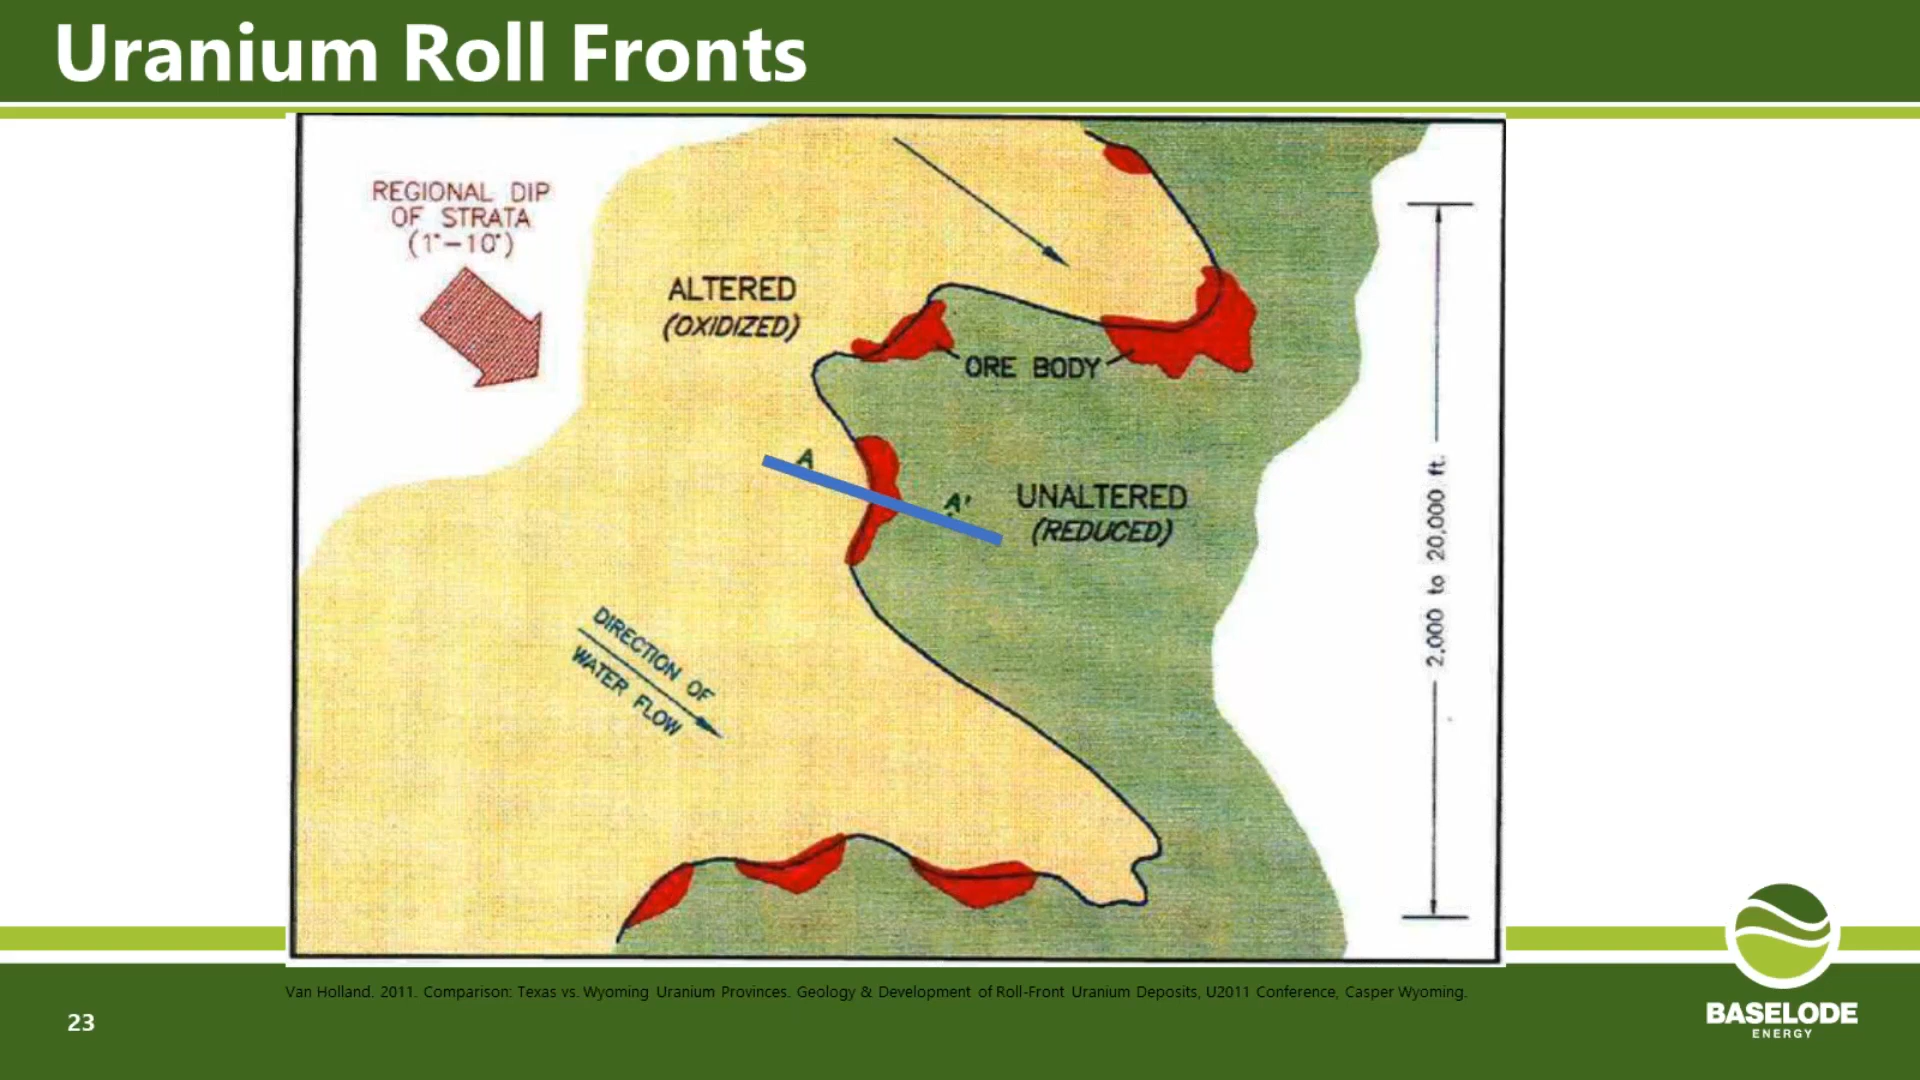 Uranium Roll Fronts
REGIONAL DIP
OF STRATA
(1°-10°)
ALTERED
(OXIDIZED)
ORE BODY
A
A'
UNALTERED
(REDUCED)
2,000 to 20,000 ft.
DIRECTION OF
WATER FLOW
Van Holland. 2011. Comparison: Texas vs. Wyoming Uranium Provinces. Geology & Development of Roll-Front Uranium Deposits, U2011 Conference, Casper Wyoming.
23
BASELODE
ENERGY